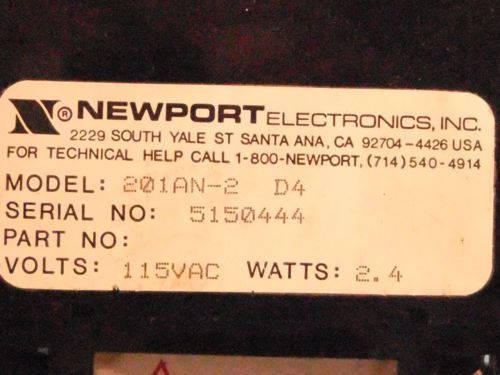 N® NEWPORT ELECTRONICS, INC.
2229 SOUTH YALE ST SANTA ANA, CA 92704-4426 USA
FOR TECHNICAL HELP CALL 1-800-NEWPORT, (714) 540-4914
MODEL: 201AN-2 D4
SERIAL NO: 5150444
PART NO:
VOLTS: 115VAC WATTS: 2.4